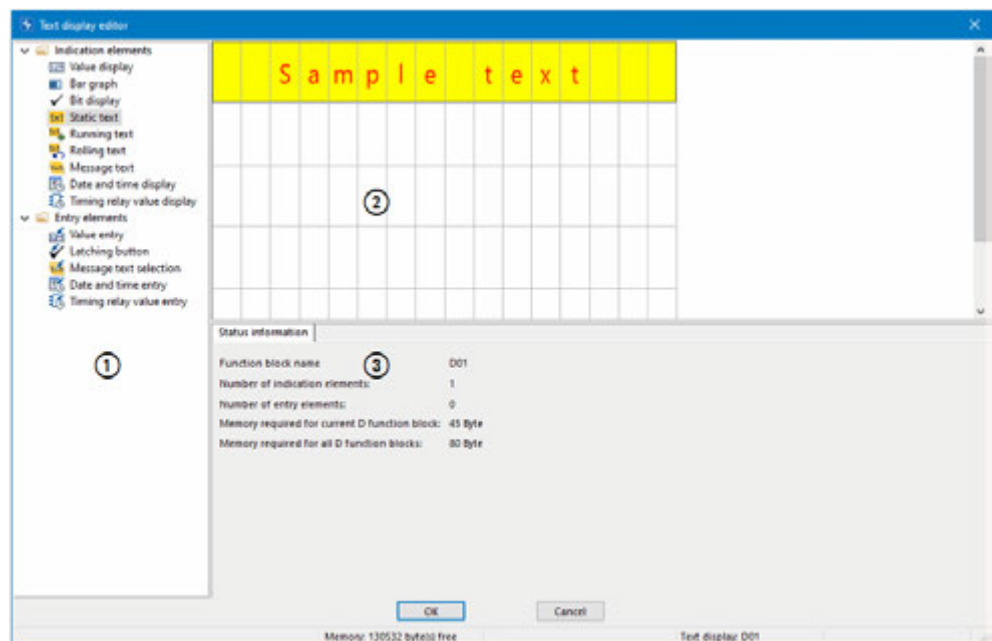 Text display editor
Indication elements
Value display
Bar graph
Bit display
txt Static text
Running text
Rolling text
Message text
Date and time display
Timing relay value display
Entry elements
Value entry
Latching button
Message text selection
Date and time entry
Timing relay value entry
①
Sample text
②
Status information
③
Function block name D01
Number of indication elements: 1
Number of entry elements: 0
Memory required for current D function block: 45 Byte
Memory required for all D function blocks: 80 Byte
OK Cancel
Memory: 130532 byte(s) free Text display: D01